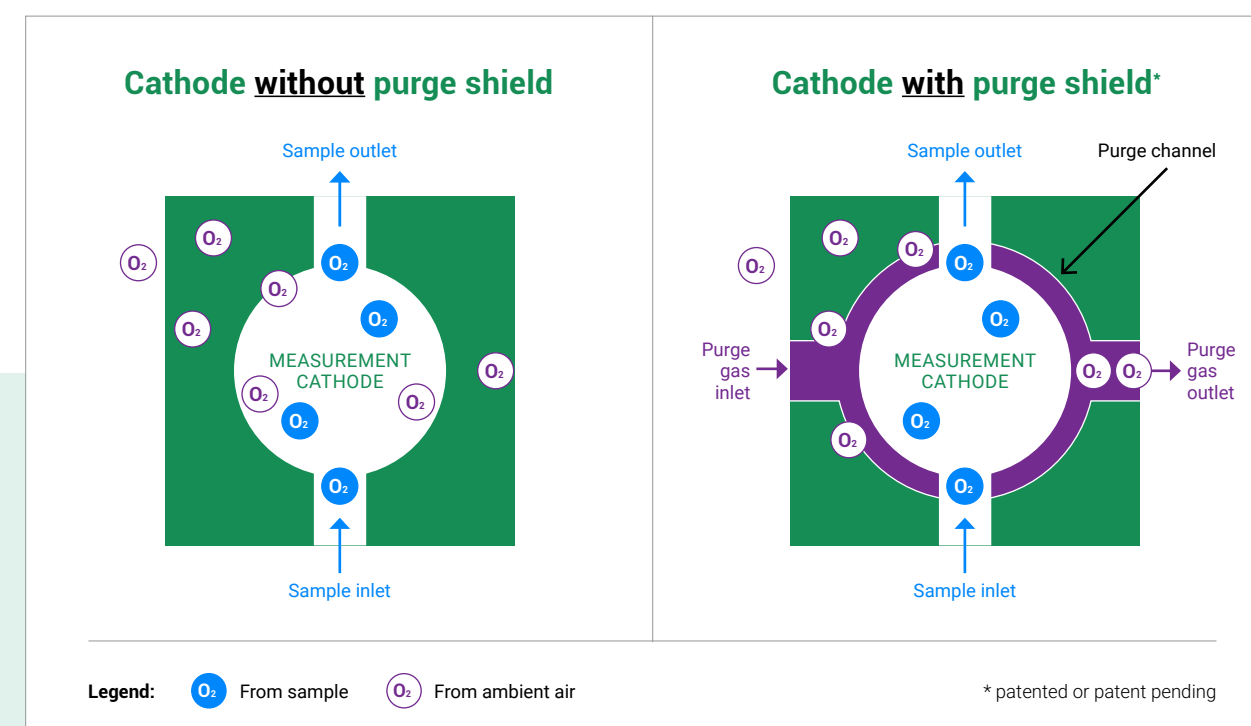 Cathode without purge shield
Sample outlet
O₂
O₂
O₂
O₂
O₂
O₂
O₂
MEASUREMENT
CATHODE
O₂
O₂
O₂
O₂
O₂
Sample inlet
Cathode with purge shield*
Sample outlet
Purge channel
O₂
O₂
O₂
O₂
O₂
O₂
Purge
gas
inlet
MEASUREMENT
CATHODE
O₂
O₂
Purge
gas
outlet
O₂
O₂
O₂
O₂
Sample inlet
Legend:
O₂ From sample
O₂ From ambient air
* patented or patent pending